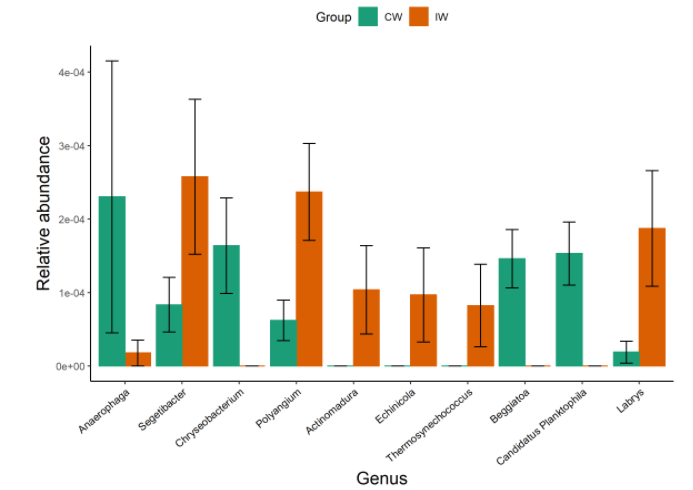 Group CW IW
Relative abundance
4e-04
3e-04
2e-04
1e-04
0e+00
Anaerophaga
Segetibacter
Chryseobacterium
Polyangium
Actinomadura
Echinicola
Thermosynechococcus
Beggiatoa
Candidatus Planktophila
Labrys
Genus